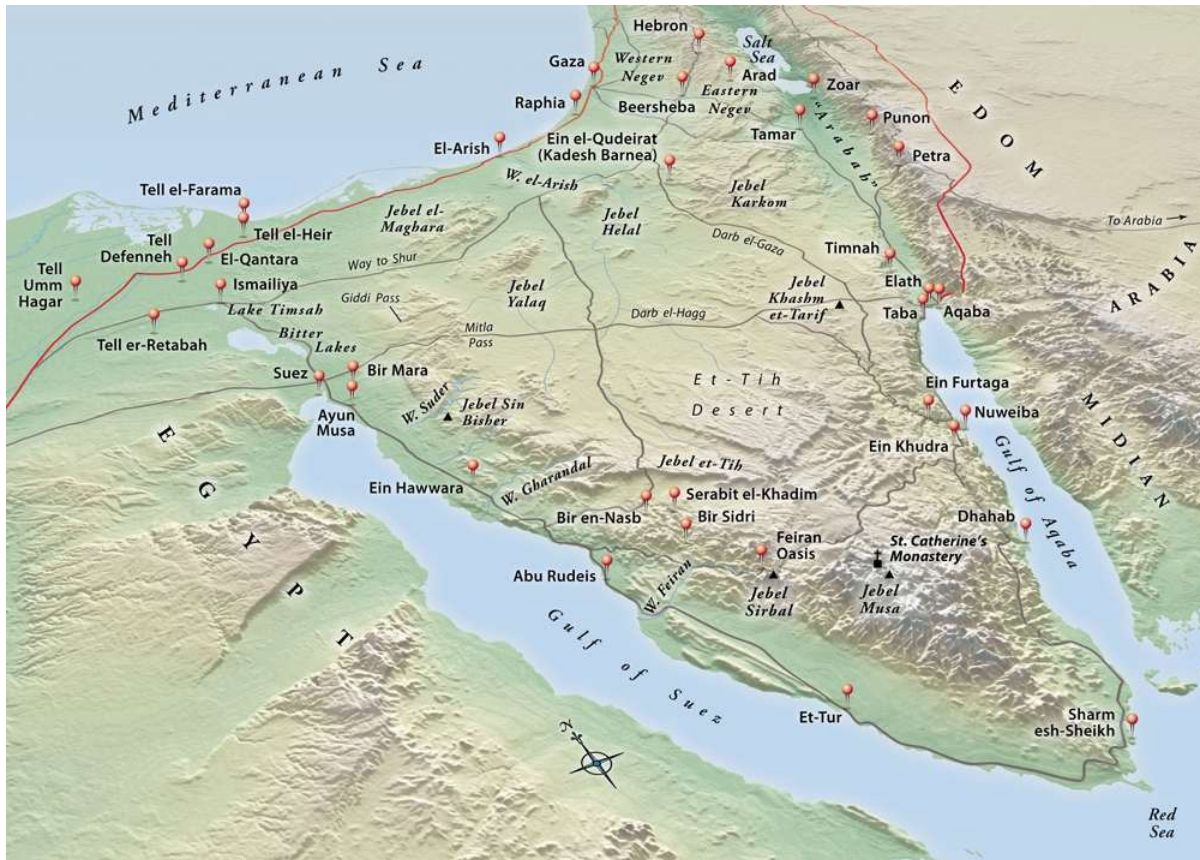 Hebron
Salt
Sea
Mediterranean Sea
Gaza
Western
Negev
Arad
Zoar
EDOM
Raphia
Beersheba
Eastern
Negev
Tamar
"Arabah"
Punon
El-Arish
Ein el-Qudeirat
(Kadesh Barnea)
Petra
W. el-Arish
Tell el-Farama
Jebel el-
Maghara
Jebel
Helal
Jebel
Karkom
To Arabia
Tell el-Heir
Tell
Defenneh
El-Qantara
Darb el-Gaza
Timnah
ARABIA
Tell
Umm
Hagar
Ismailiya
Way to Shur
Jebel
Yalaq
Jebel
Khashm
et-Tarif
Elath
Lake Timsah
Giddi Pass
Taba
Aqaba
Tell er-Retabah
Bitter
Lakes
Mitla
Pass
Darb el-Hagg
Suez
Bir Mara
Et-Tih
Desert
Ein Furtaga
MIDIAN
Ayun
Musa
W. Suder
Jebel Sin
Bisher
Nuweiba
EGYPT
Ein Khudra
Gulf of Aqaba
Ein Hawwara
W. Gharandal
Jebel et-Tih
Serabit el-Khadim
Bir en-Nasb
Bir Sidri
Dhahab
Feiran
Oasis
St. Catherine's
Monastery
Abu Rudeis
W. Feiran
Jebel
Sirbal
Jebel
Musa
Gulf of Suez
Et-Tur
Sharm
esh-Sheikh
N
Red
Sea